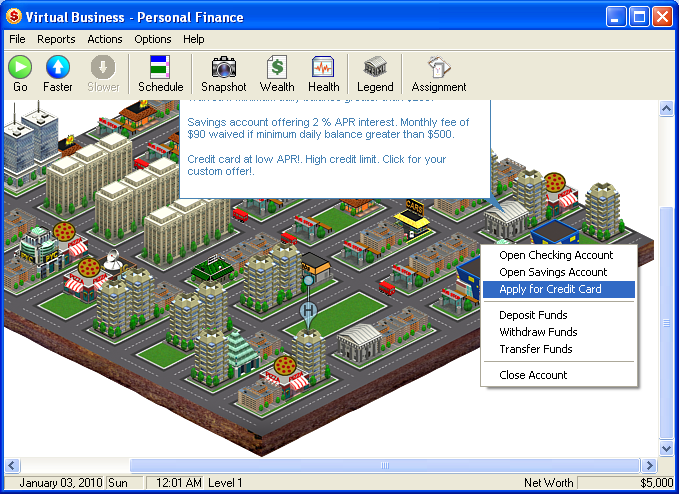 Virtual Business - Personal Finance
File Reports Actions Options Help
Go Faster Slower Schedule Snapshot Wealth Health Legend Assignment
Savings account offering 2 % APR interest. Monthly fee of
$90 waived if minimum daily balance greater than $500.
Credit card at low APR!. High credit limit. Click for your
custom offer!.
CARS
H
Open Checking Account
Open Savings Account
Apply for Credit Card
Deposit Funds
Withdraw Funds
Transfer Funds
Close Account
January 03, 2010 Sun 12:01 AM Level 1 Net Worth $5,000